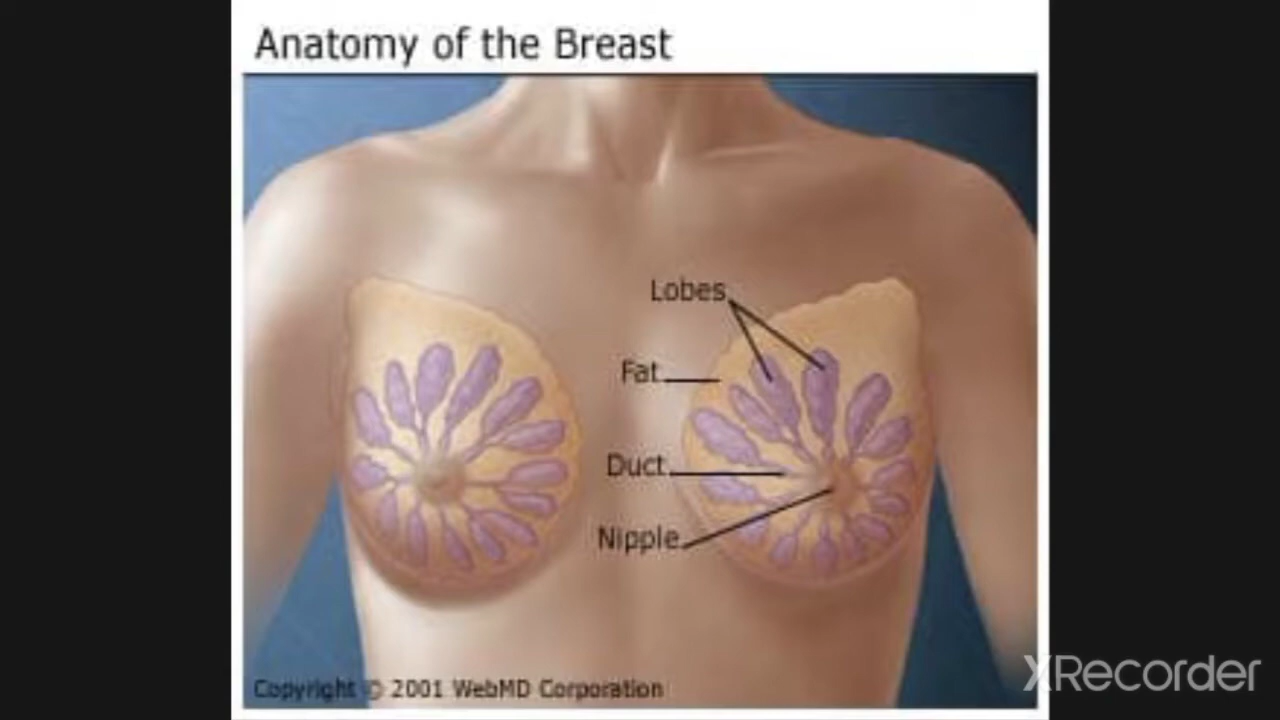 Anatomy of the Breast
Lobes
Fat
Duct
Nipple
Copyright © 2001 WebMD Corporation
XRecorder